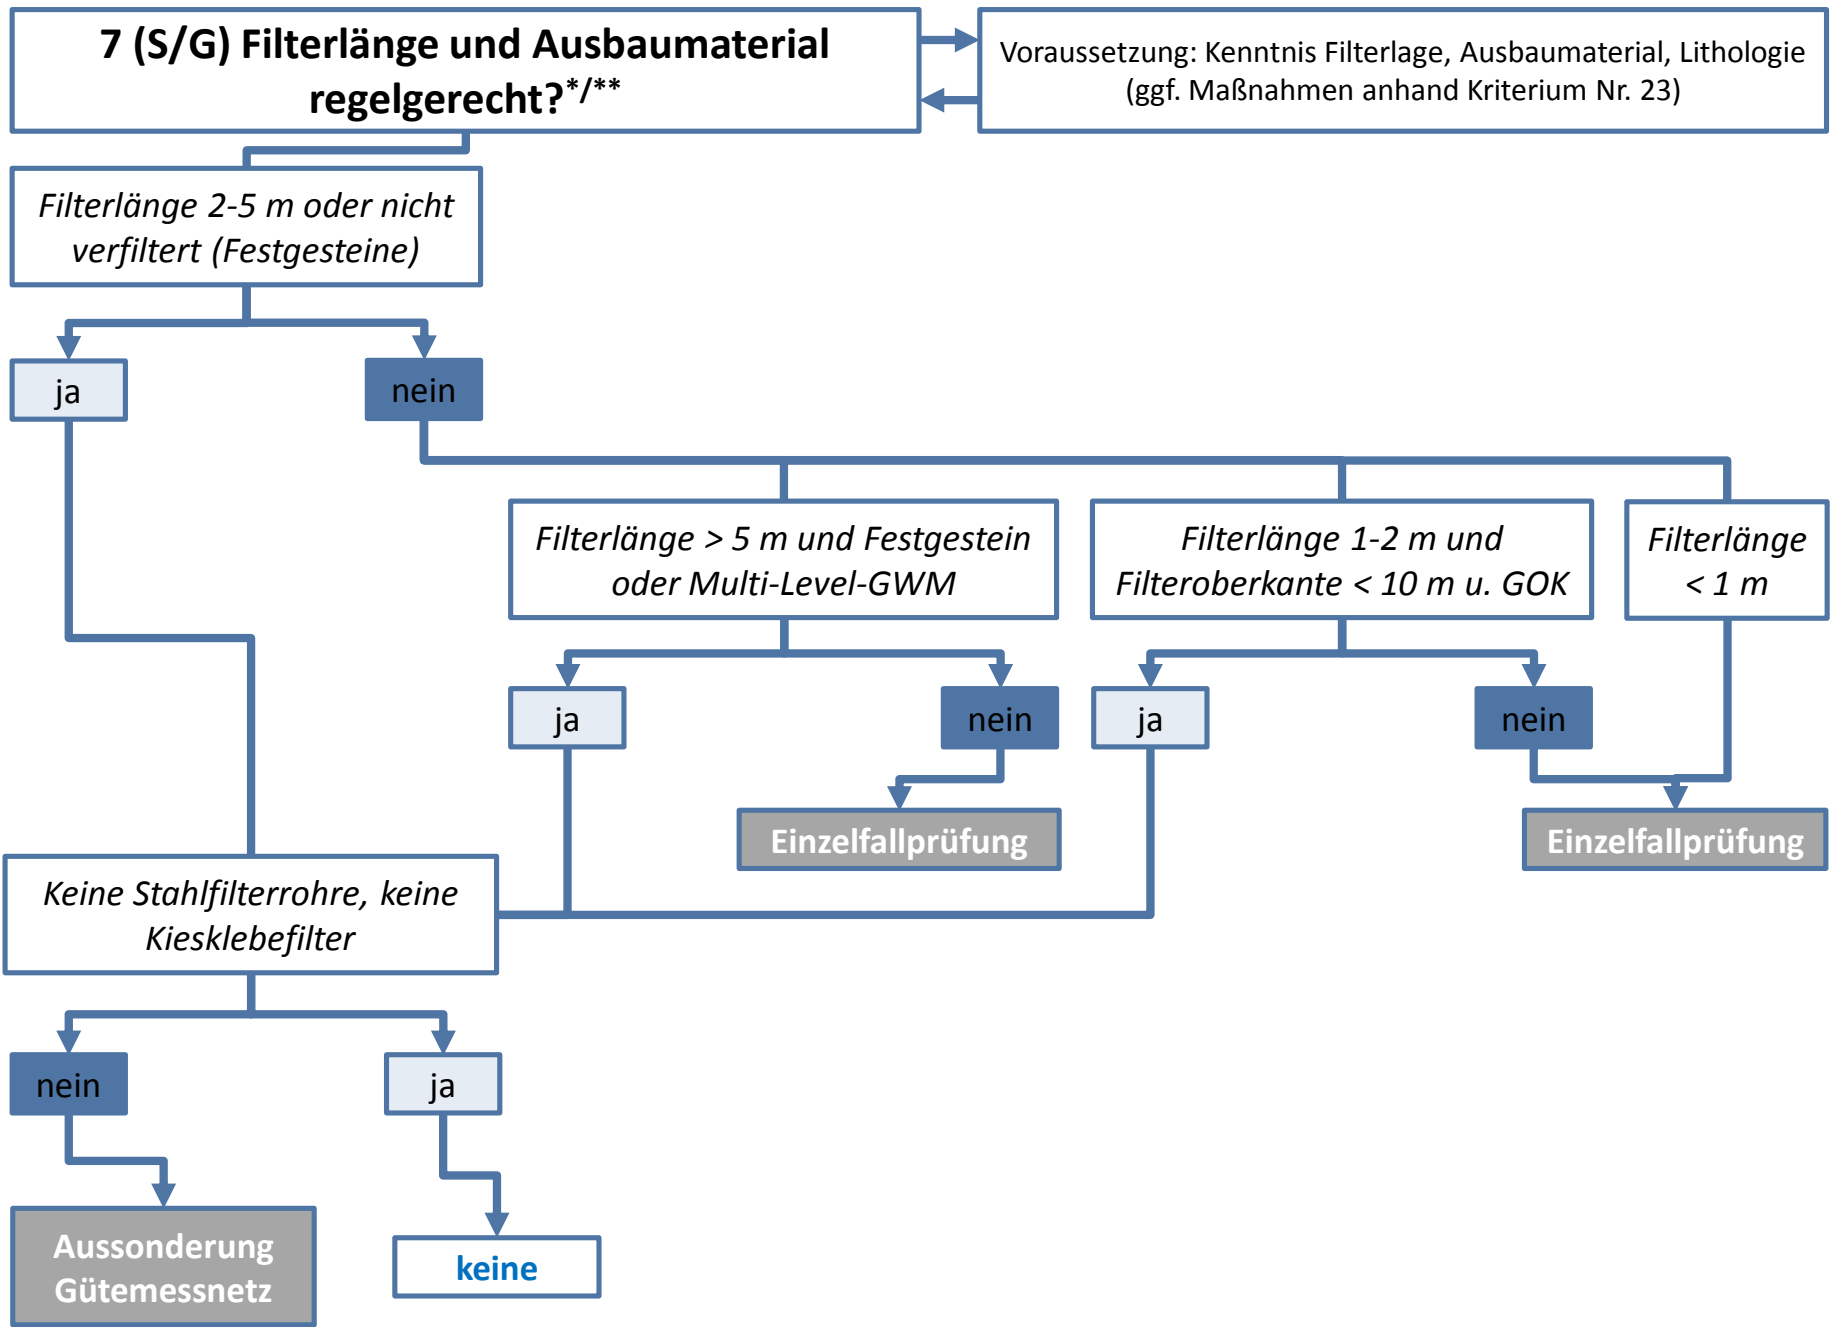 7 (S/G) Filterlänge und Ausbaumaterial
regelgerecht?*/**
Voraussetzung: Kenntnis Filterlage, Ausbaumaterial, Lithologie
(ggf. Maßnahmen anhand Kriterium Nr. 23)
Filterlänge 2-5 m oder nicht
verfiltert (Festgesteine)
ja
nein
Filterlänge > 5 m und Festgestein
oder Multi-Level-GWM
Filterlänge 1-2 m und
Filteroberkante < 10 m u. GOK
Filterlänge
< 1 m
ja
nein
ja
nein
Einzelfallprüfung
Einzelfallprüfung
Keine Stahlfilterrohre, keine
Kiesklebefilter
nein
ja
Aussonderung
Gütemessnetz
keine